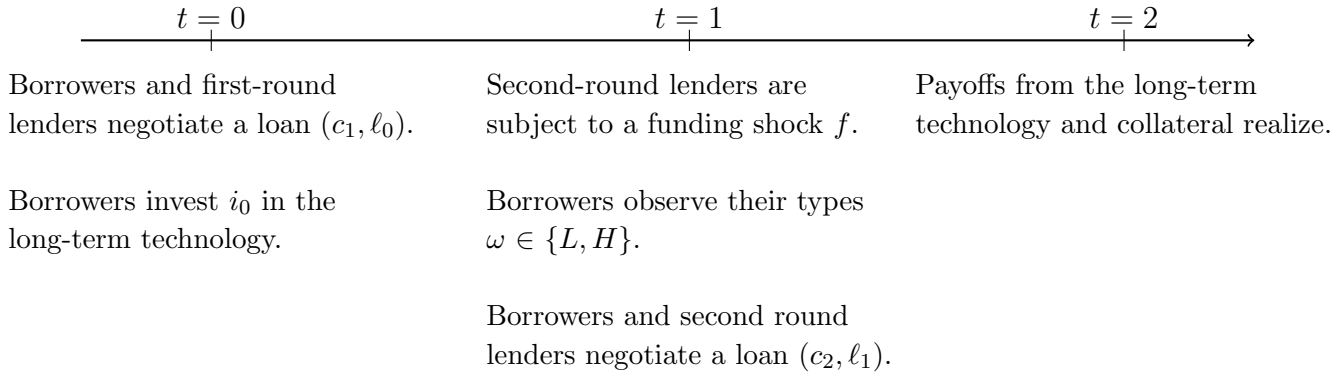 t = 0
t = 1
t = 2
Borrowers and first-round
lenders negotiate a loan (c₁, ℓ₀).
Borrowers invest i₀ in the
long-term technology.
Second-round lenders are
subject to a funding shock f.
Borrowers observe their types
ω ∈ {L, H}.
Borrowers and second round
lenders negotiate a loan (c₂, ℓ₁).
Payoffs from the long-term
technology and collateral realize.